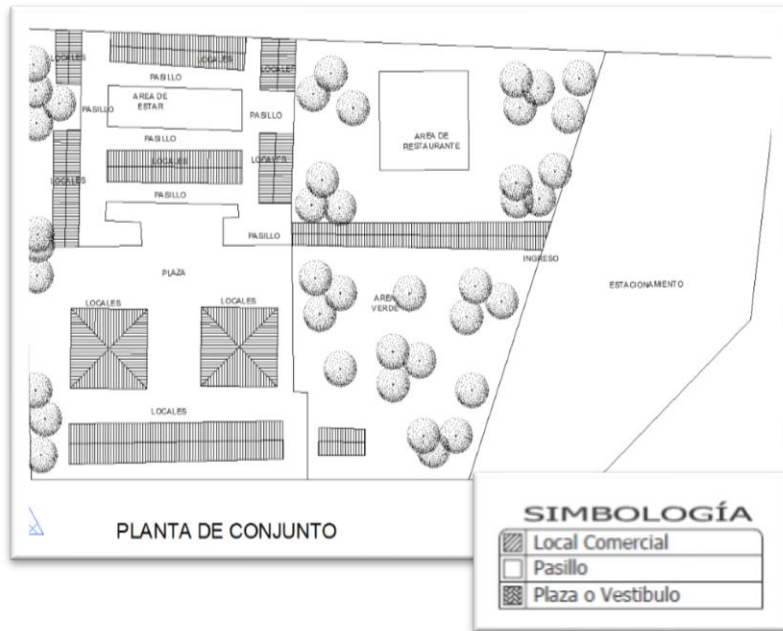 LOCALES
LOCALES
LOCALES
PASILLO
AREA DE
ESTAR
PASILLO
PASILLO
PASILLO
AREA DE
RESTAURANTE
LOCALES
LOCALES
LOCALES
PASILLO
PASILLO
INGRESO
PLAZA
ESTACIONAMIENTO
AREA
VERDE
LOCALES
LOCALES
LOCALES
PLANTA DE CONJUNTO
SIMBOLOGÍA
Local Comercial
Pasillo
Plaza o Vestibulo